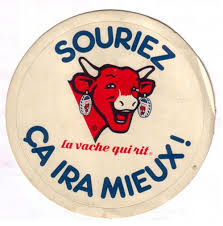 SOURIEZ
la vache qui rit®
ÇA IRA MIEUX!